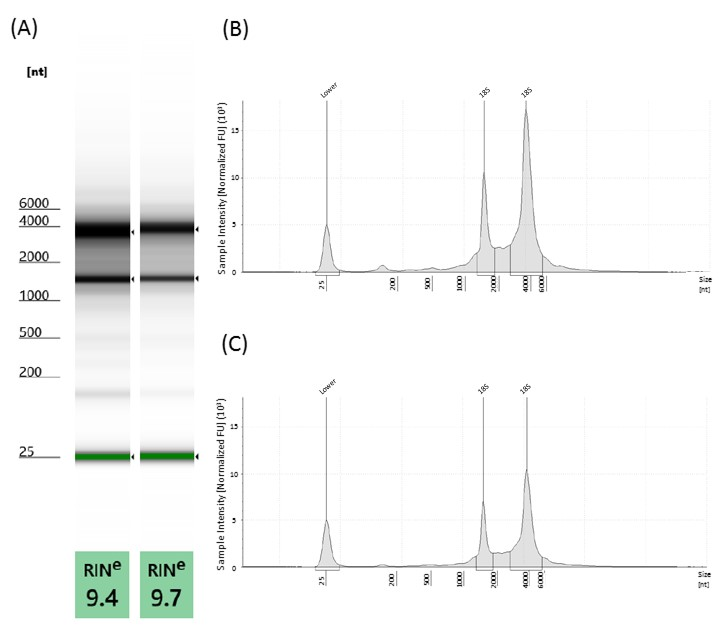 (A)
[nt]
6000
4000
2000
1000
500
200
25
RINe
9.4
RINe
9.7
(B)
Sample Intensity [Normalized FU] (10³)
15
10
5
0
Lower
18S
18S
25
200
500
1000
2000
4000
6000
Size
[nt]
(C)
Sample Intensity [Normalized FU] (10³)
15
10
5
0
Lower
18S
18S
25
200
500
1000
2000
4000
6000
Size
[nt]